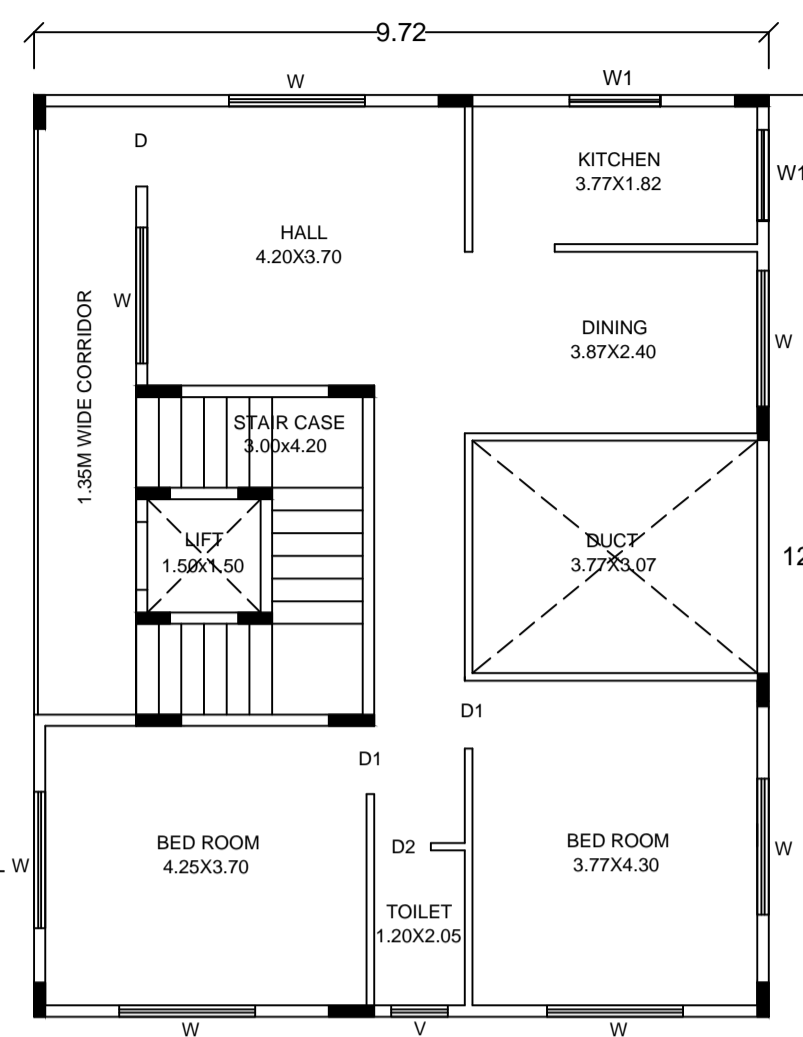 9.72
W
W1
D
KITCHEN
3.77X1.82
W1
HALL
4.20X3.70
W
1.35M WIDE CORRIDOR
DINING
3.87X2.40
W
STAIR CASE
3.00x4.20
LIFT
1.50x1.50
DUCT
3.77X3.07
12
D1
D1
BED ROOM
4.25X3.70
W
D2
BED ROOM
3.77X4.30
W
TOILET
1.20X2.05
W
V
W